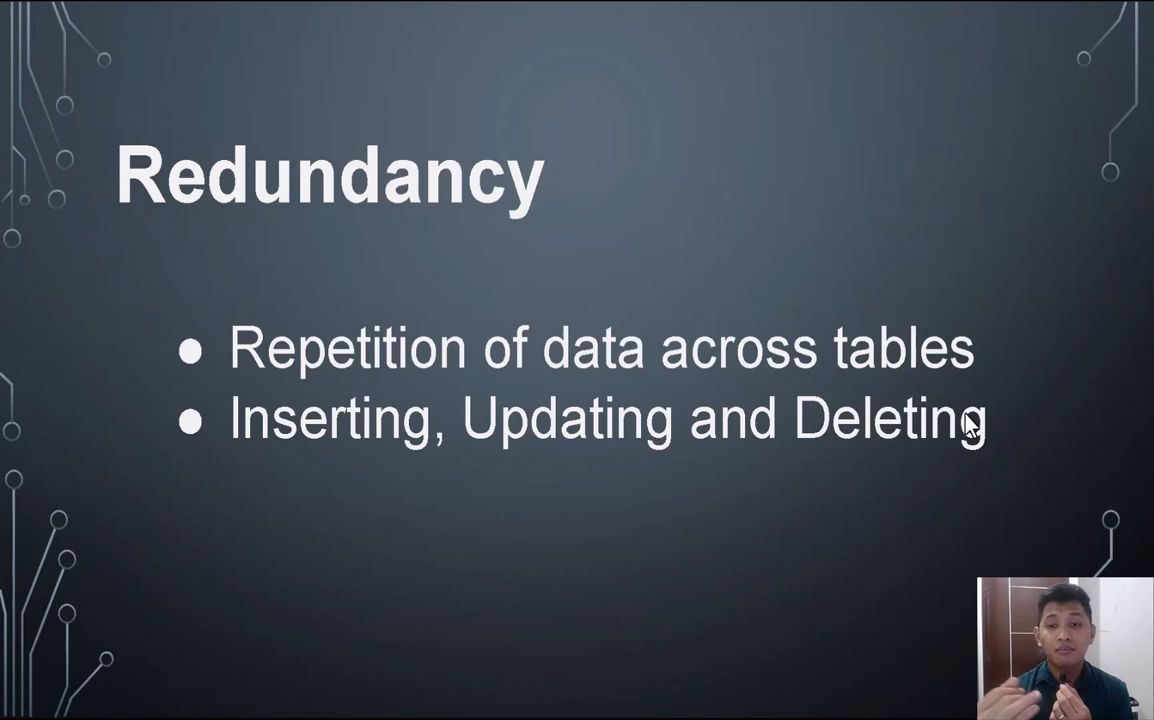 Redundancy
● Repetition of data across tables
● Inserting, Updating and Deleting